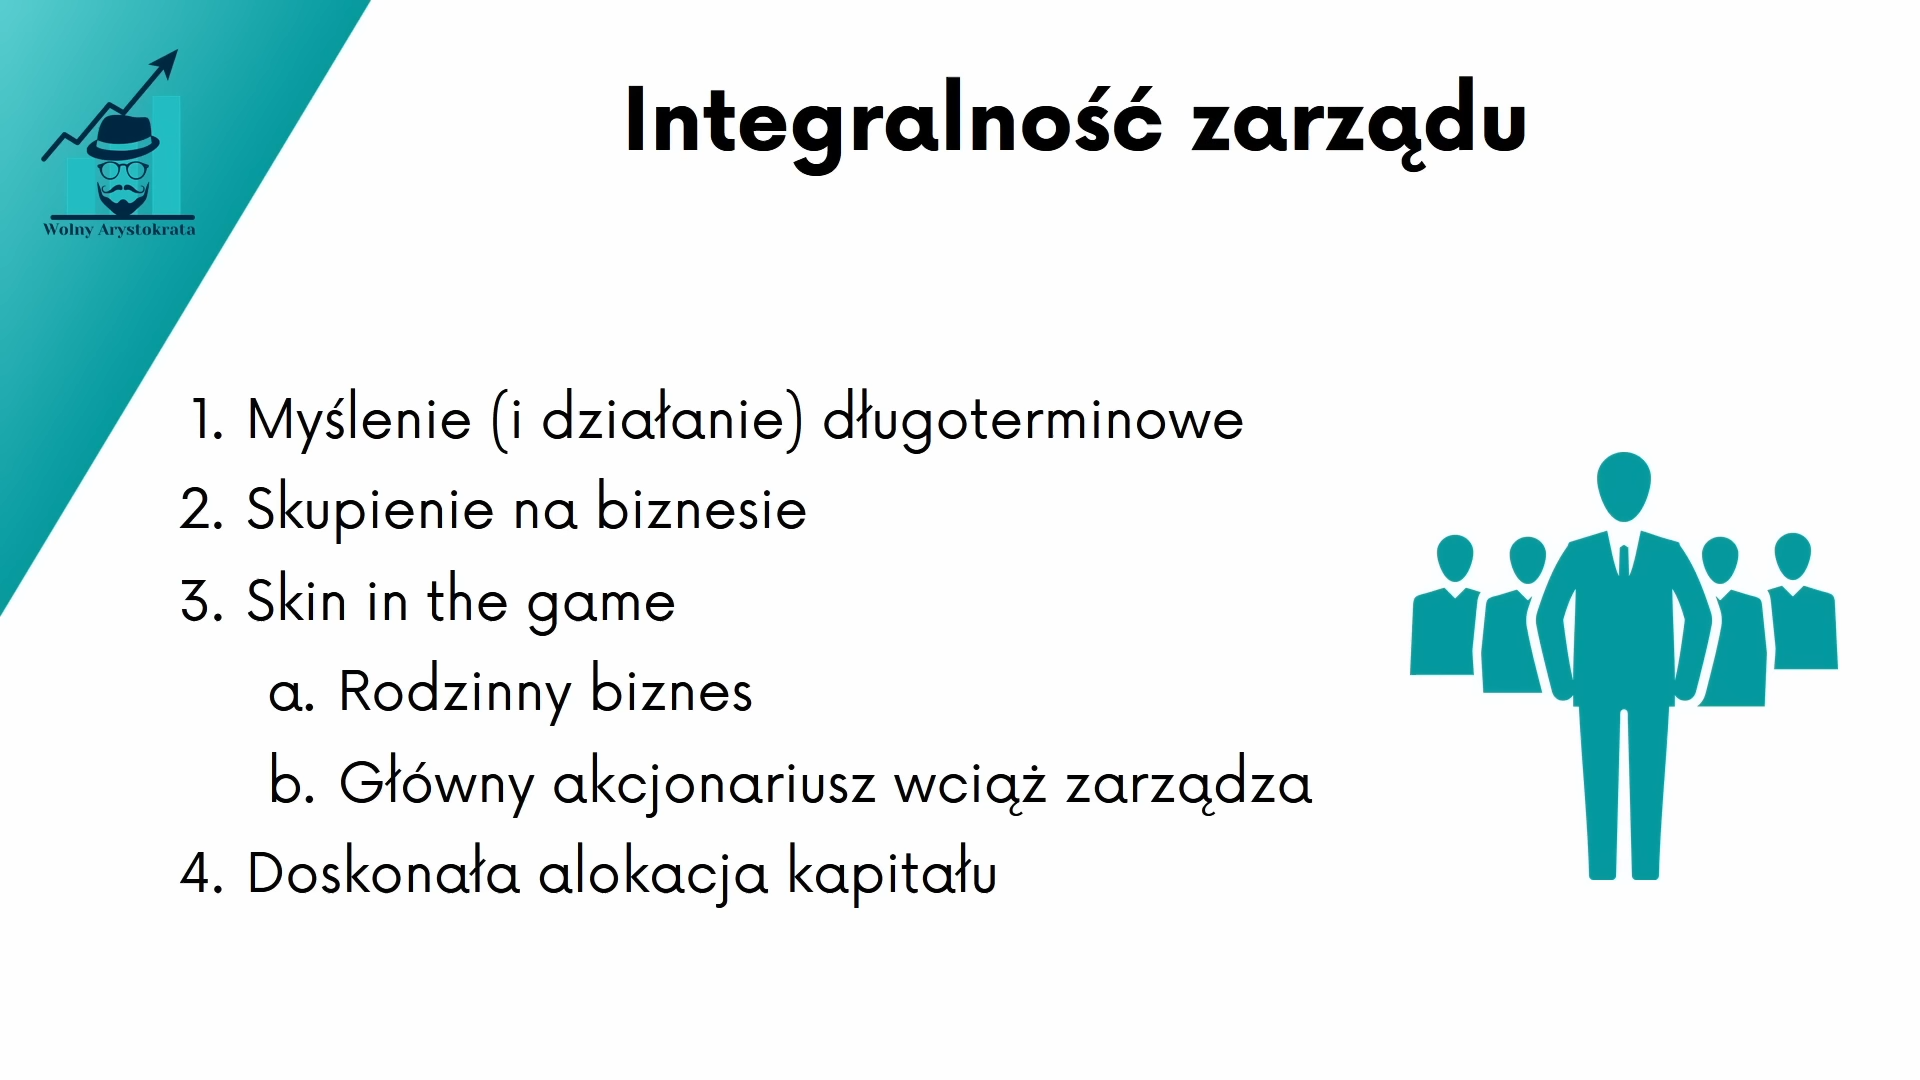 Wolny Arystokrata
Integralność zarządu
1. Myślenie (i działanie) długoterminowe
2. Skupienie na biznesie
3. Skin in the game
a. Rodzinny biznes
b. Główny akcjonariusz wciąż zarządza
4. Doskonała alokacja kapitału